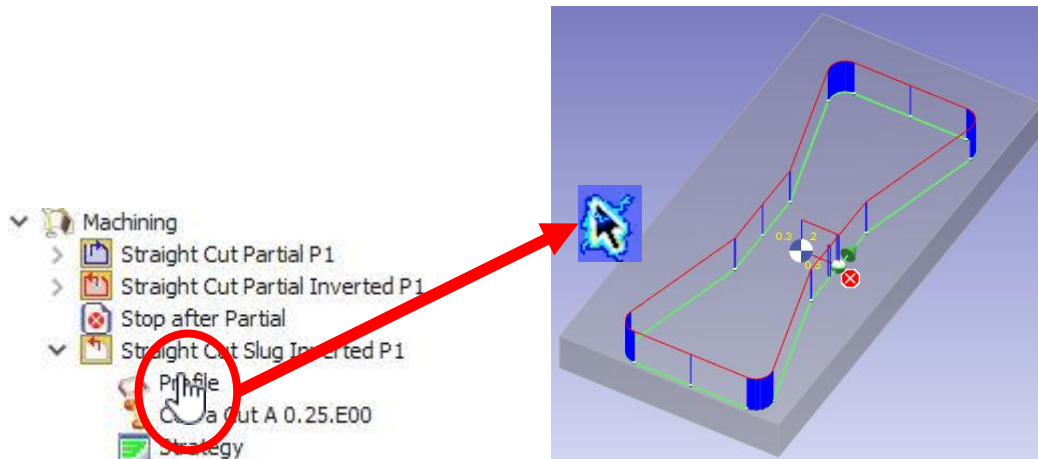 Machining
Straight Cut Partial P1
Straight Cut Partial Inverted P1
Stop after Partial
Straight Cut Slug Inverted P1
Profile
Cut A 0.25.E00
Strategy
0.3
2
0.5